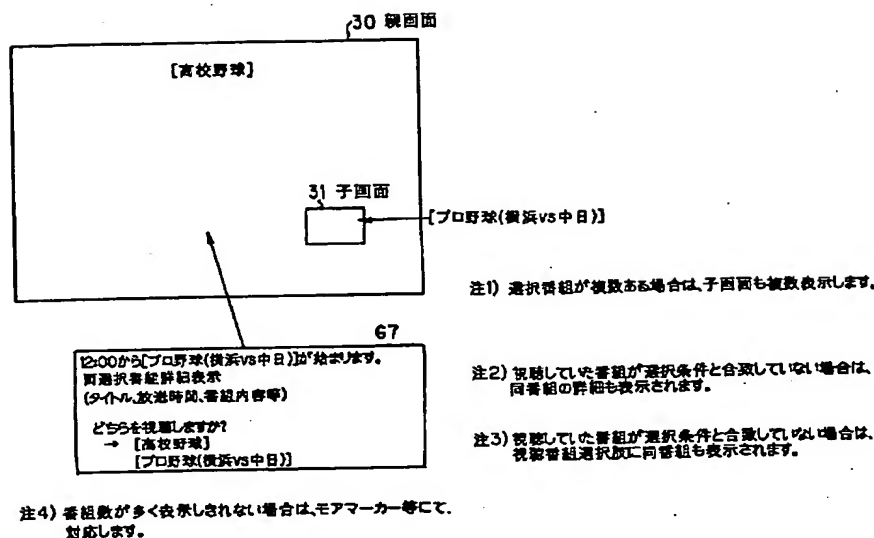 30 親画面
[高校野球]
31 子画面
[プロ野球(横浜vs中日)]
注1) 選択番組が複数ある場合は、子画面も複数表示します。
67
12:00から[プロ野球(横浜vs中日)]が始まります。
両選択番組詳細表示
(タイトル、放送時間、番組内容等)
どちらを視聴しますか?
→ [高校野球]
[プロ野球(横浜vs中日)]
注2) 視聴していた番組が選択条件と合致していない場合は、
同番組の詳細も表示されます。
注3) 視聴していた番組が選択条件と合致していない場合は、
視聴番組選択肢に同番組も表示されます。
注4) 番組数が多く表示しきれない場合は、モアマーカー等にて、
対応します。